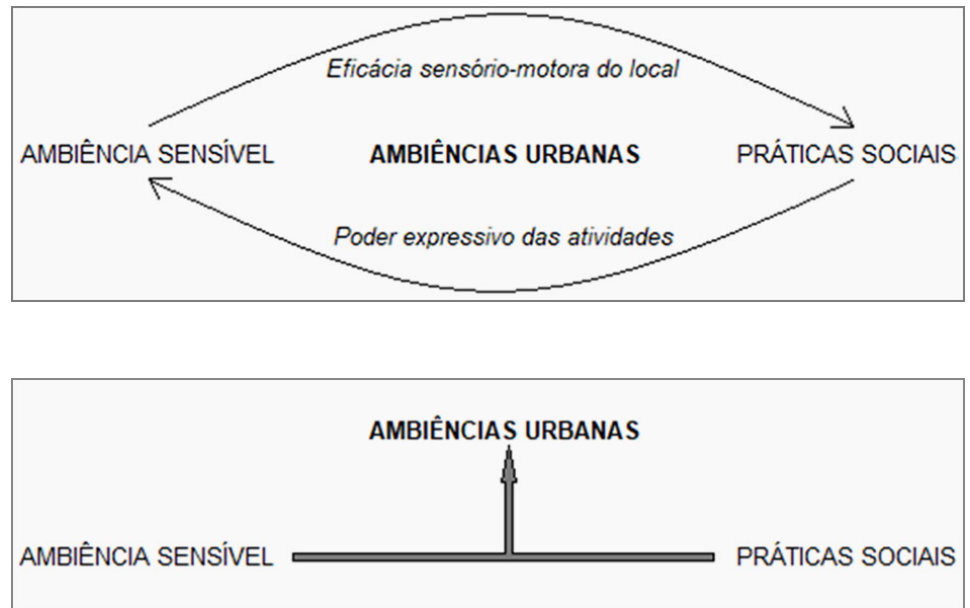 Eficácia sensório-motora do local
AMBIÊNCIA SENSÍVEL AMBIÊNCIAS URBANAS PRÁTICAS SOCIAIS
Poder expressivo das atividades
AMBIÊNCIAS URBANAS
AMBIÊNCIA SENSÍVEL PRÁTICAS SOCIAIS